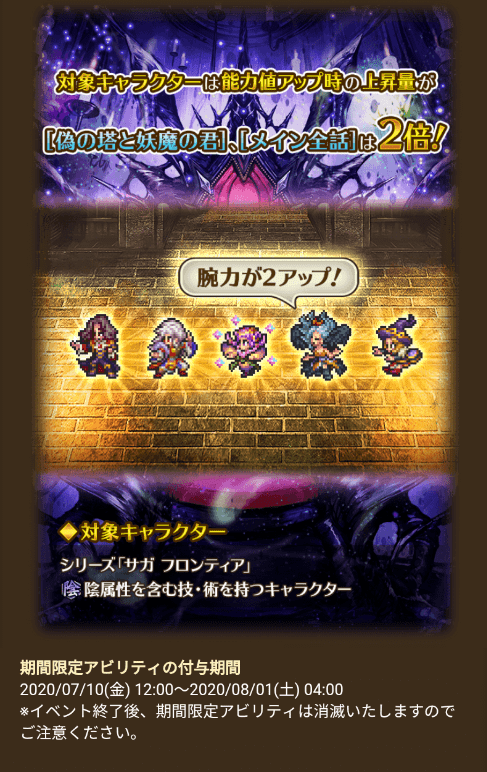 対象キャラクターは能力値アップ時の上昇量が
[偽の塔と妖魔の君]、[メイン全話]は2倍!
腕力が2アップ!
◆対象キャラクター
シリーズ「サガ フロンティア」
陰 陰属性を含む技・術を持つキャラクター
期間限定アビリティの付与期間
2020/07/10(金) 12:00～2020/08/01(土) 04:00
※イベント終了後、期間限定アビリティは消滅いたしますので
ご注意ください。